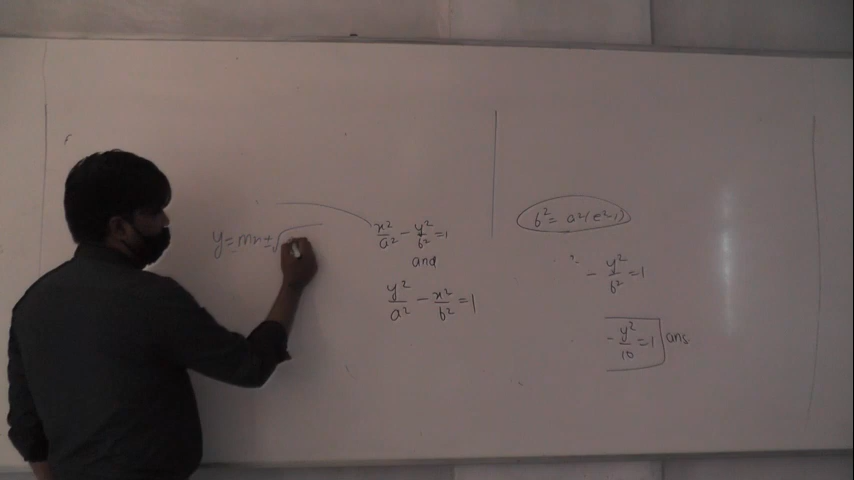 y = mx ± √
x²/a² - y²/b² = 1
and
y²/a² - x²/b² = 1
b² = a²(e²-1)
- y²/b² = 1
- y²/10 = 1 ans